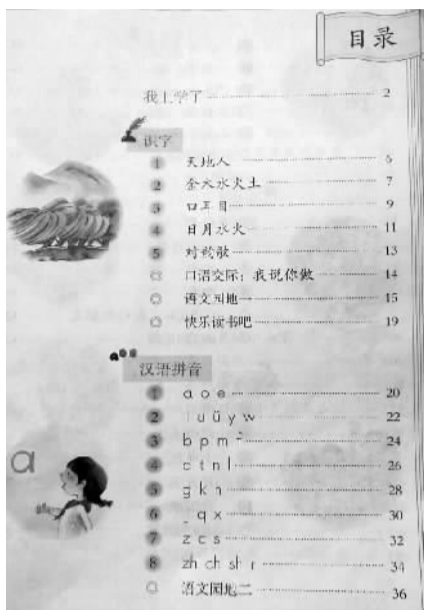 目录
我上学了 2
识字
1 天地人 6
2 金木水火土 7
3 口耳目 9
4 日月水火 11
5 对韵歌 13
◎ 口语交际：我说你做 14
◎ 语文园地一 15
◎ 快乐读书吧 19
汉语拼音
1 a o e 20
2 i u ü y w 22
3 b p m f 24
4 d t n l 26
5 g k h 28
6 j q x 30
7 z c s 32
8 zh ch sh r 34
◎ 语文园地二 36
a